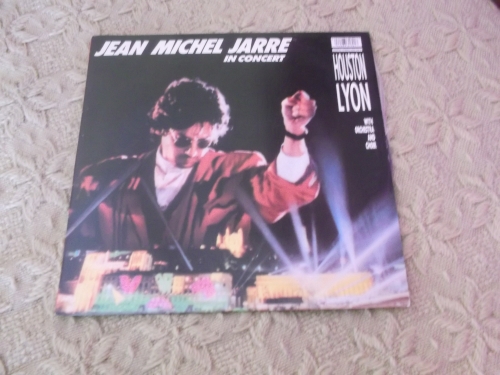 JEAN MICHEL JARRE
IN CONCERT
HOUSTON
LYON
WITH
ORCHESTRA
AND
CHOIR